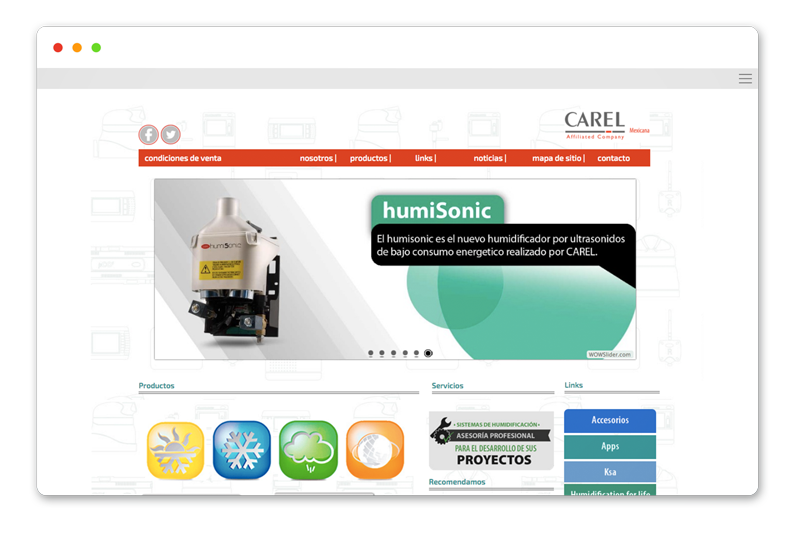 CAREL
Affiliated Company
Mexicana
condiciones de venta
nosotros |
productos |
links |
noticias |
mapa de sitio |
contacto
humiSonic
El humisonic es el nuevo humidificador por ultrasonidos
de bajo consumo energetico realizado por CAREL.
humiSonic
WOWSlider.com
Productos
Servicios
Links
• SISTEMAS DE HUMIDIFICACIÓN•
ASESORÍA PROFESIONAL
PARA EL DESARROLLO DE SUS
PROYECTOS
Recomendamos
Accesorios
Apps
Ksa
Humidification for life